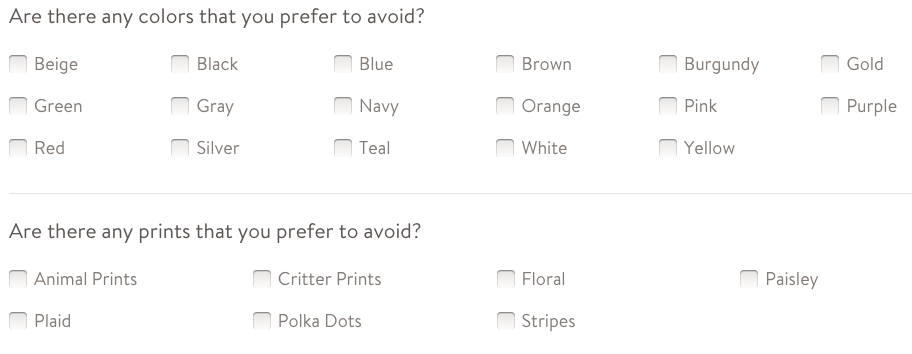 Are there any colors that you prefer to avoid?
Beige Black Blue Brown Burgundy Gold
Green Gray Navy Orange Pink Purple
Red Silver Teal White Yellow
Are there any prints that you prefer to avoid?
Animal Prints Critter Prints Floral Paisley
Plaid Polka Dots Stripes